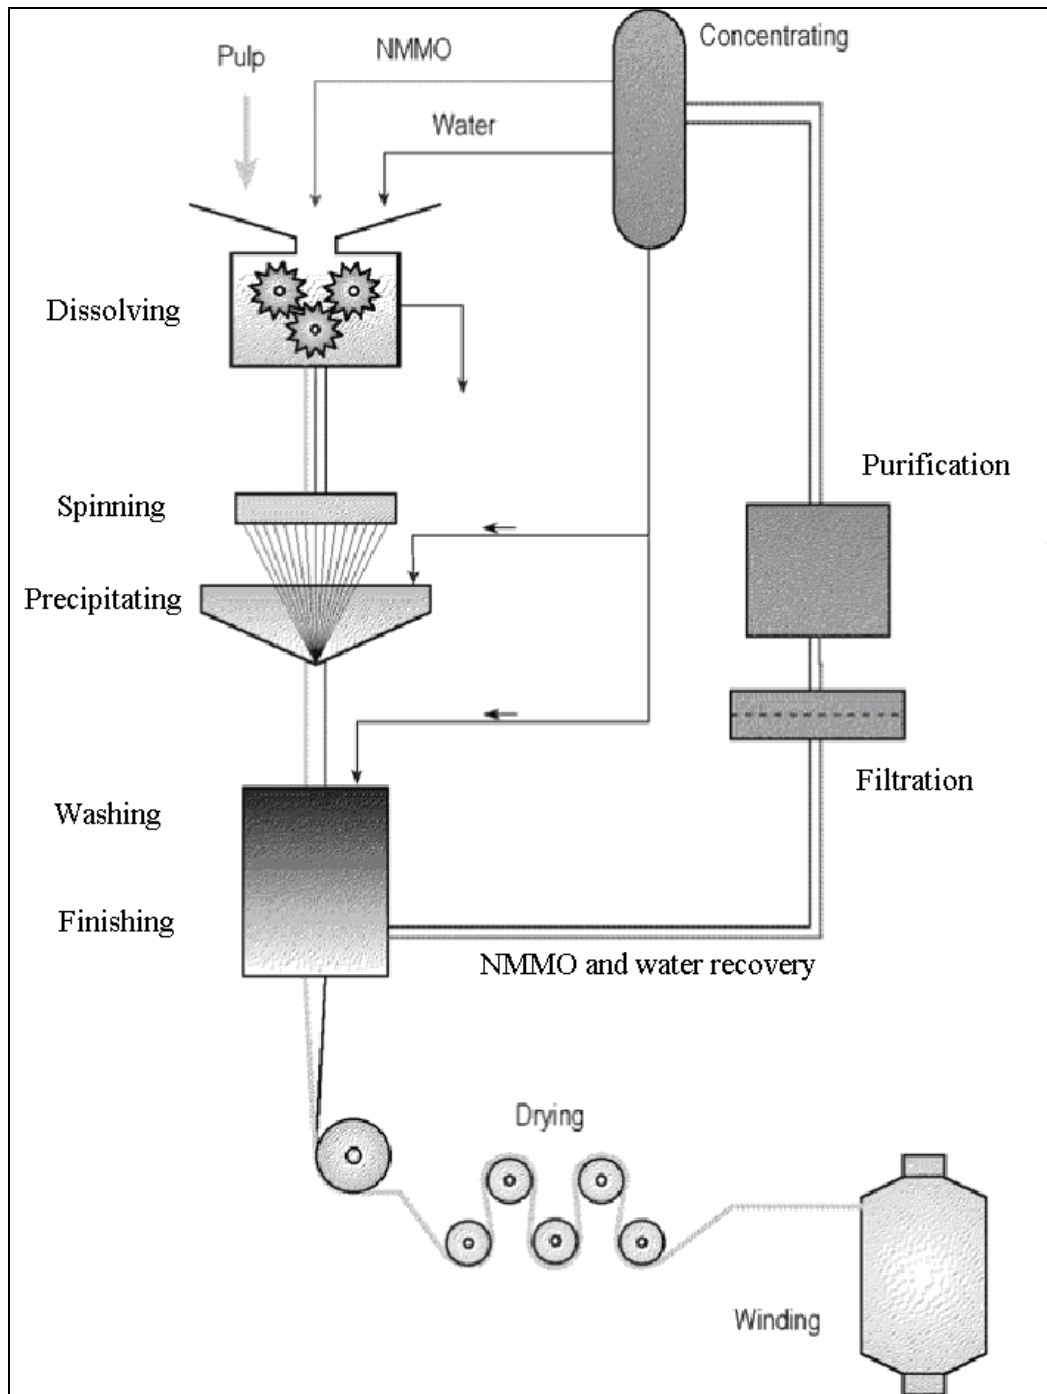 Pulp
NMMO
Concentrating
Water
Dissolving
Purification
Spinning
Precipitating
Filtration
Washing
Finishing
NMMO and water recovery
Drying
Winding